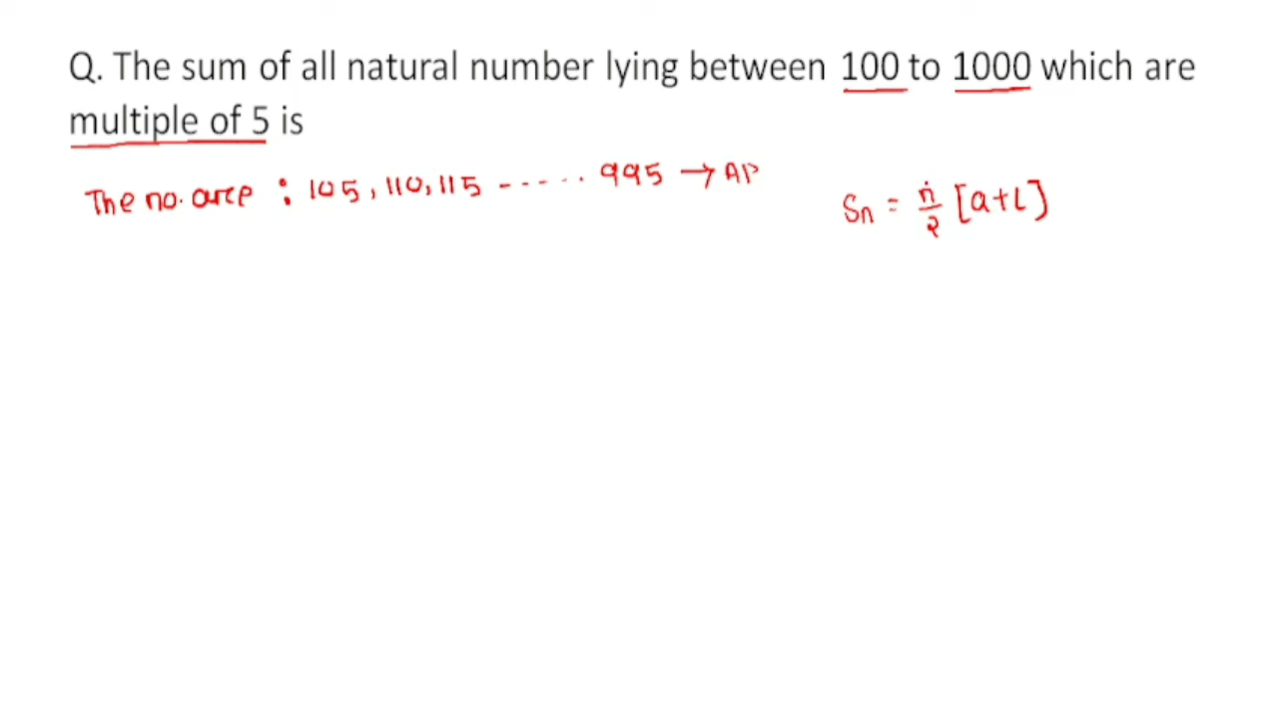 Q. The sum of all natural number lying between 100 to 1000 which are
multiple of 5 is
The no. are : 105, 110, 115 - - - - - . . 995 → AP
Sn = n/2 [a+l]